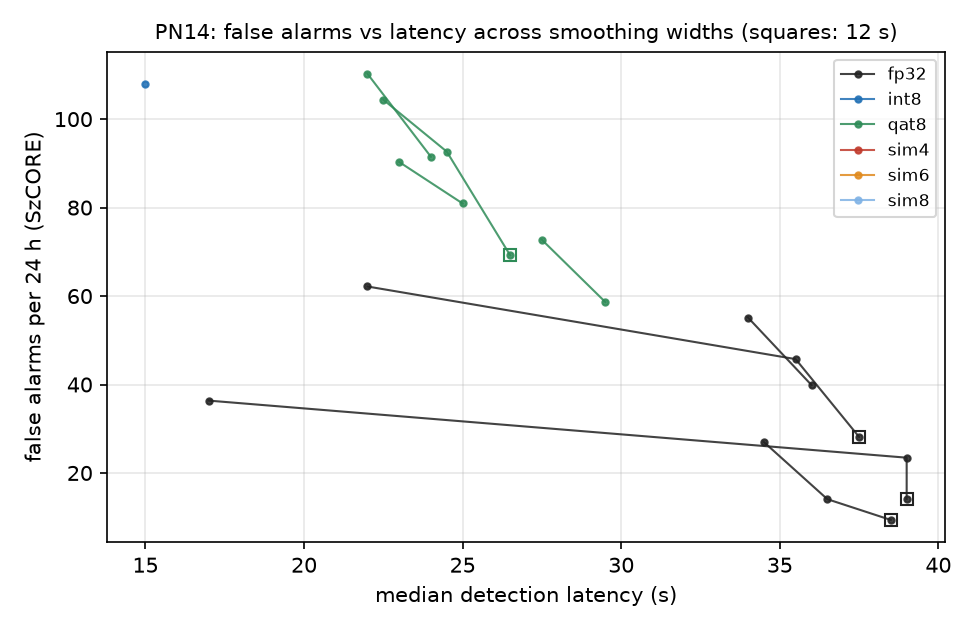 PN14: false alarms vs latency across smoothing widths (squares: 12 s)
false alarms per 24 h (SzCORE)
100
80
60
40
20
15
20
25
30
35
40
median detection latency (s)
fp32
int8
qat8
sim4
sim6
sim8